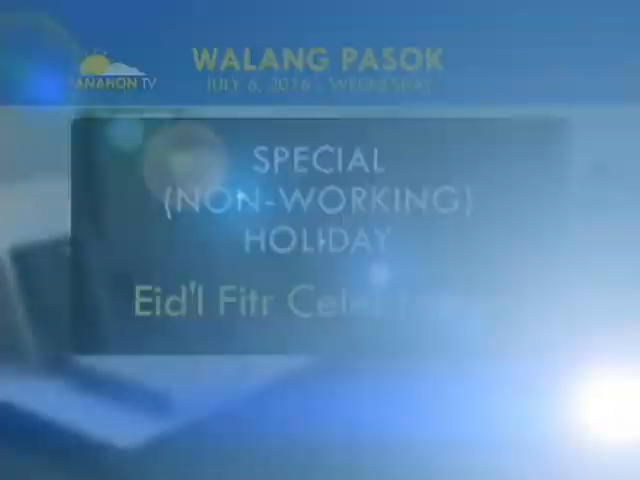 WALANG PASOK
JULY 6, 2016 - WEDNESDAY
ANAHON TV
SPECIAL
(NON-WORKING)
HOLIDAY
Eid'l Fitr